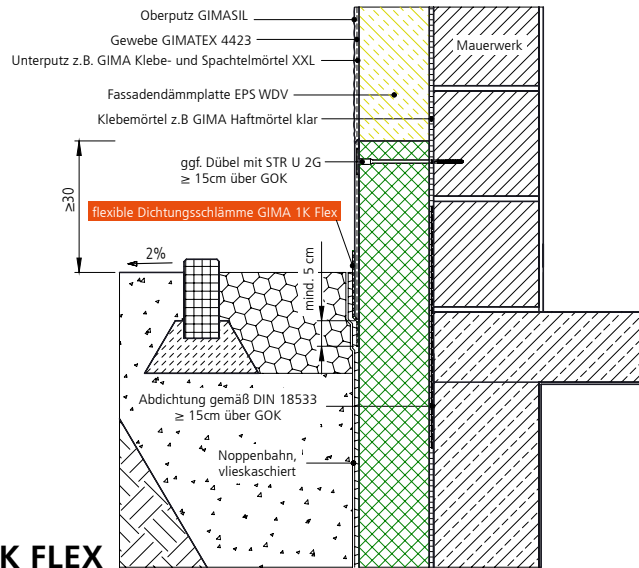 Oberputz GIMASIL
Gewebe GIMATEX 4423
Unterputz z.B. GIMA Klebe- und Spachtelmörtel XXL
Mauerwerk
Fassadendämmplatte EPS WDV
Klebemörtel z.B GIMA Haftmörtel klar
ggf. Dübel mit STR U 2G
≥ 15cm über GOK
≥30
flexible Dichtungsschlämme GIMA 1K Flex
2%
mind. 5 cm
Abdichtung gemäß DIN 18533
≥ 15cm über GOK
Noppenbahn,
vlieskaschiert
K FLEX